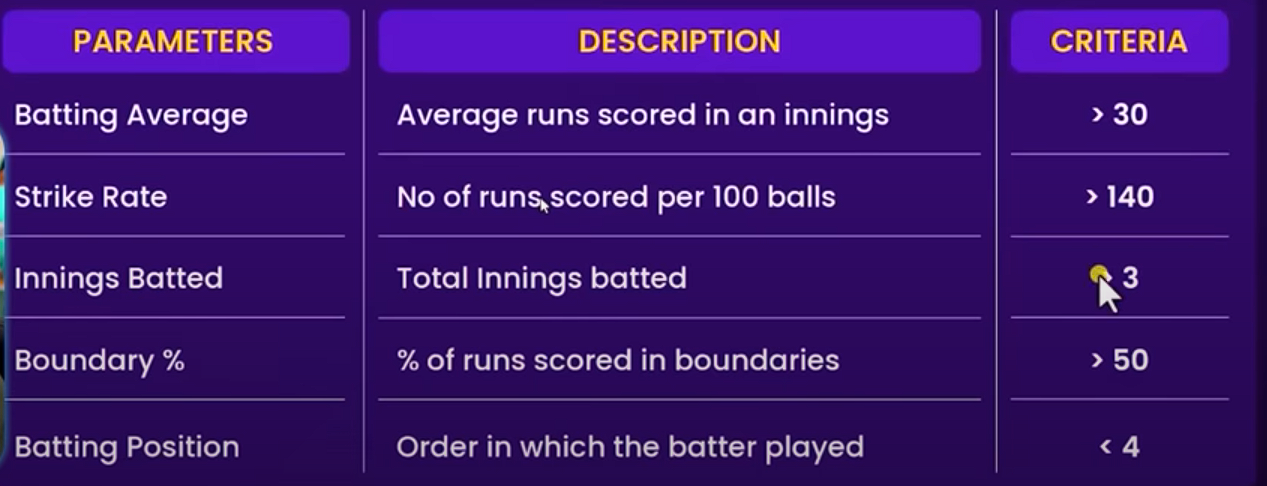 PARAMETERS DESCRIPTION CRITERIA
Batting Average Average runs scored in an innings > 30
Strike Rate No of runs scored per 100 balls > 140
Innings Batted Total Innings batted 3
Boundary % % of runs scored in boundaries > 50
Batting Position Order in which the batter played < 4